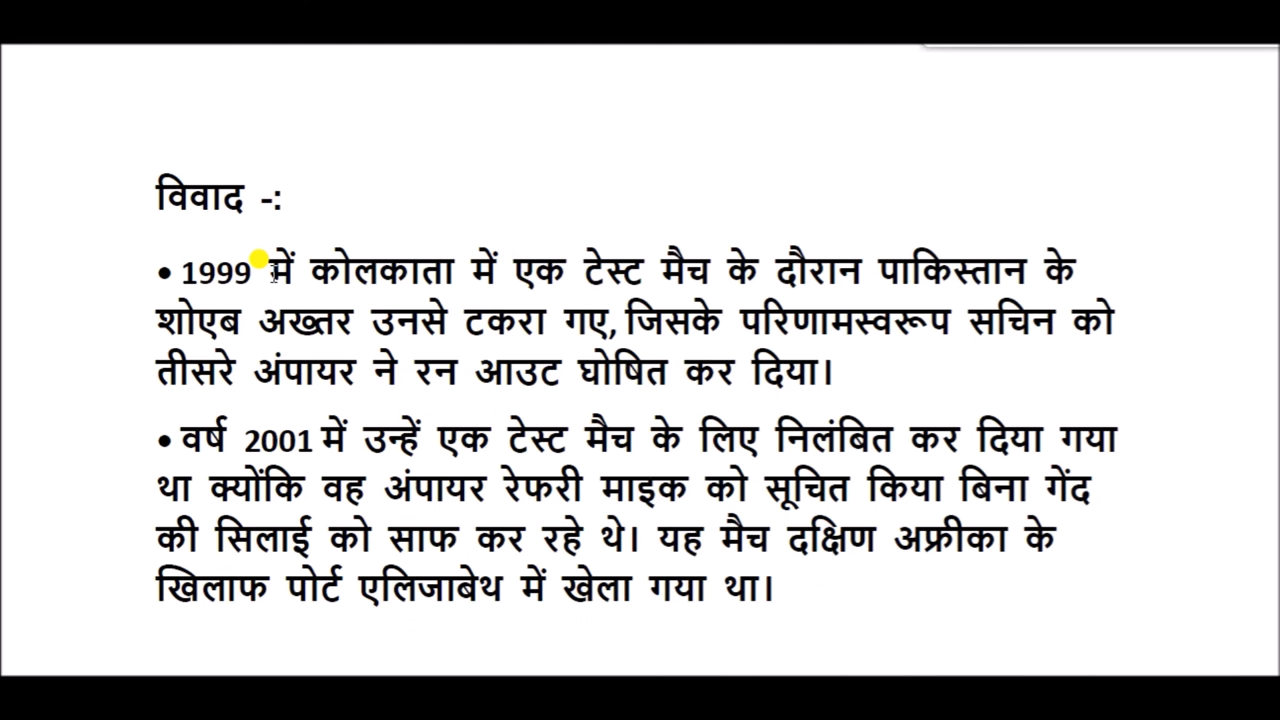 विवाद -:
• 1999 में कोलकाता में एक टेस्ट मैच के दौरान पाकिस्तान के
शोएब अख्तर उनसे टकरा गए, जिसके परिणामस्वरूप सचिन को
तीसरे अंपायर ने रन आउट घोषित कर दिया।
• वर्ष 2001 में उन्हें एक टेस्ट मैच के लिए निलंबित कर दिया गया
था क्योंकि वह अंपायर रेफरी माइक को सूचित किया बिना गेंद
की सिलाई को साफ कर रहे थे। यह मैच दक्षिण अफ्रीका के
खिलाफ पोर्ट एलिजाबेथ में खेला गया था।